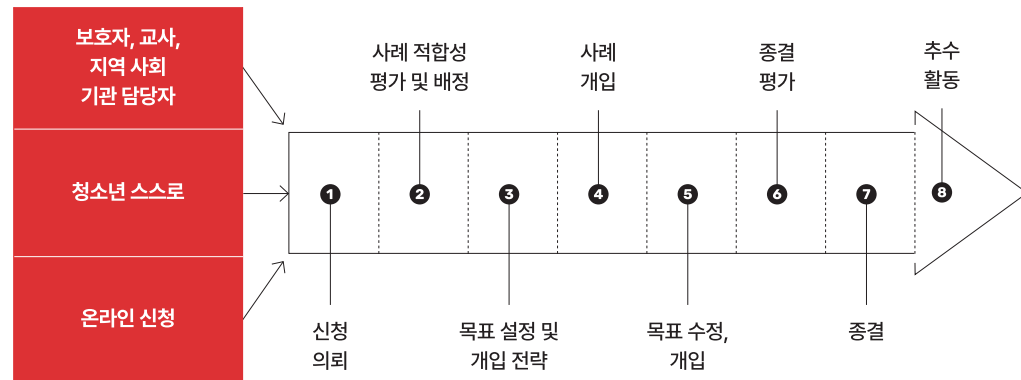 보호자, 교사,
지역 사회
기관 담당자
청소년 스스로
온라인 신청
1
신청
의뢰
2
사례 적합성
평가 및 배정
3
목표 설정 및
개입 전략
4
사례
개입
5
목표 수정,
개입
6
종결
평가
7
종결
8
추수
활동